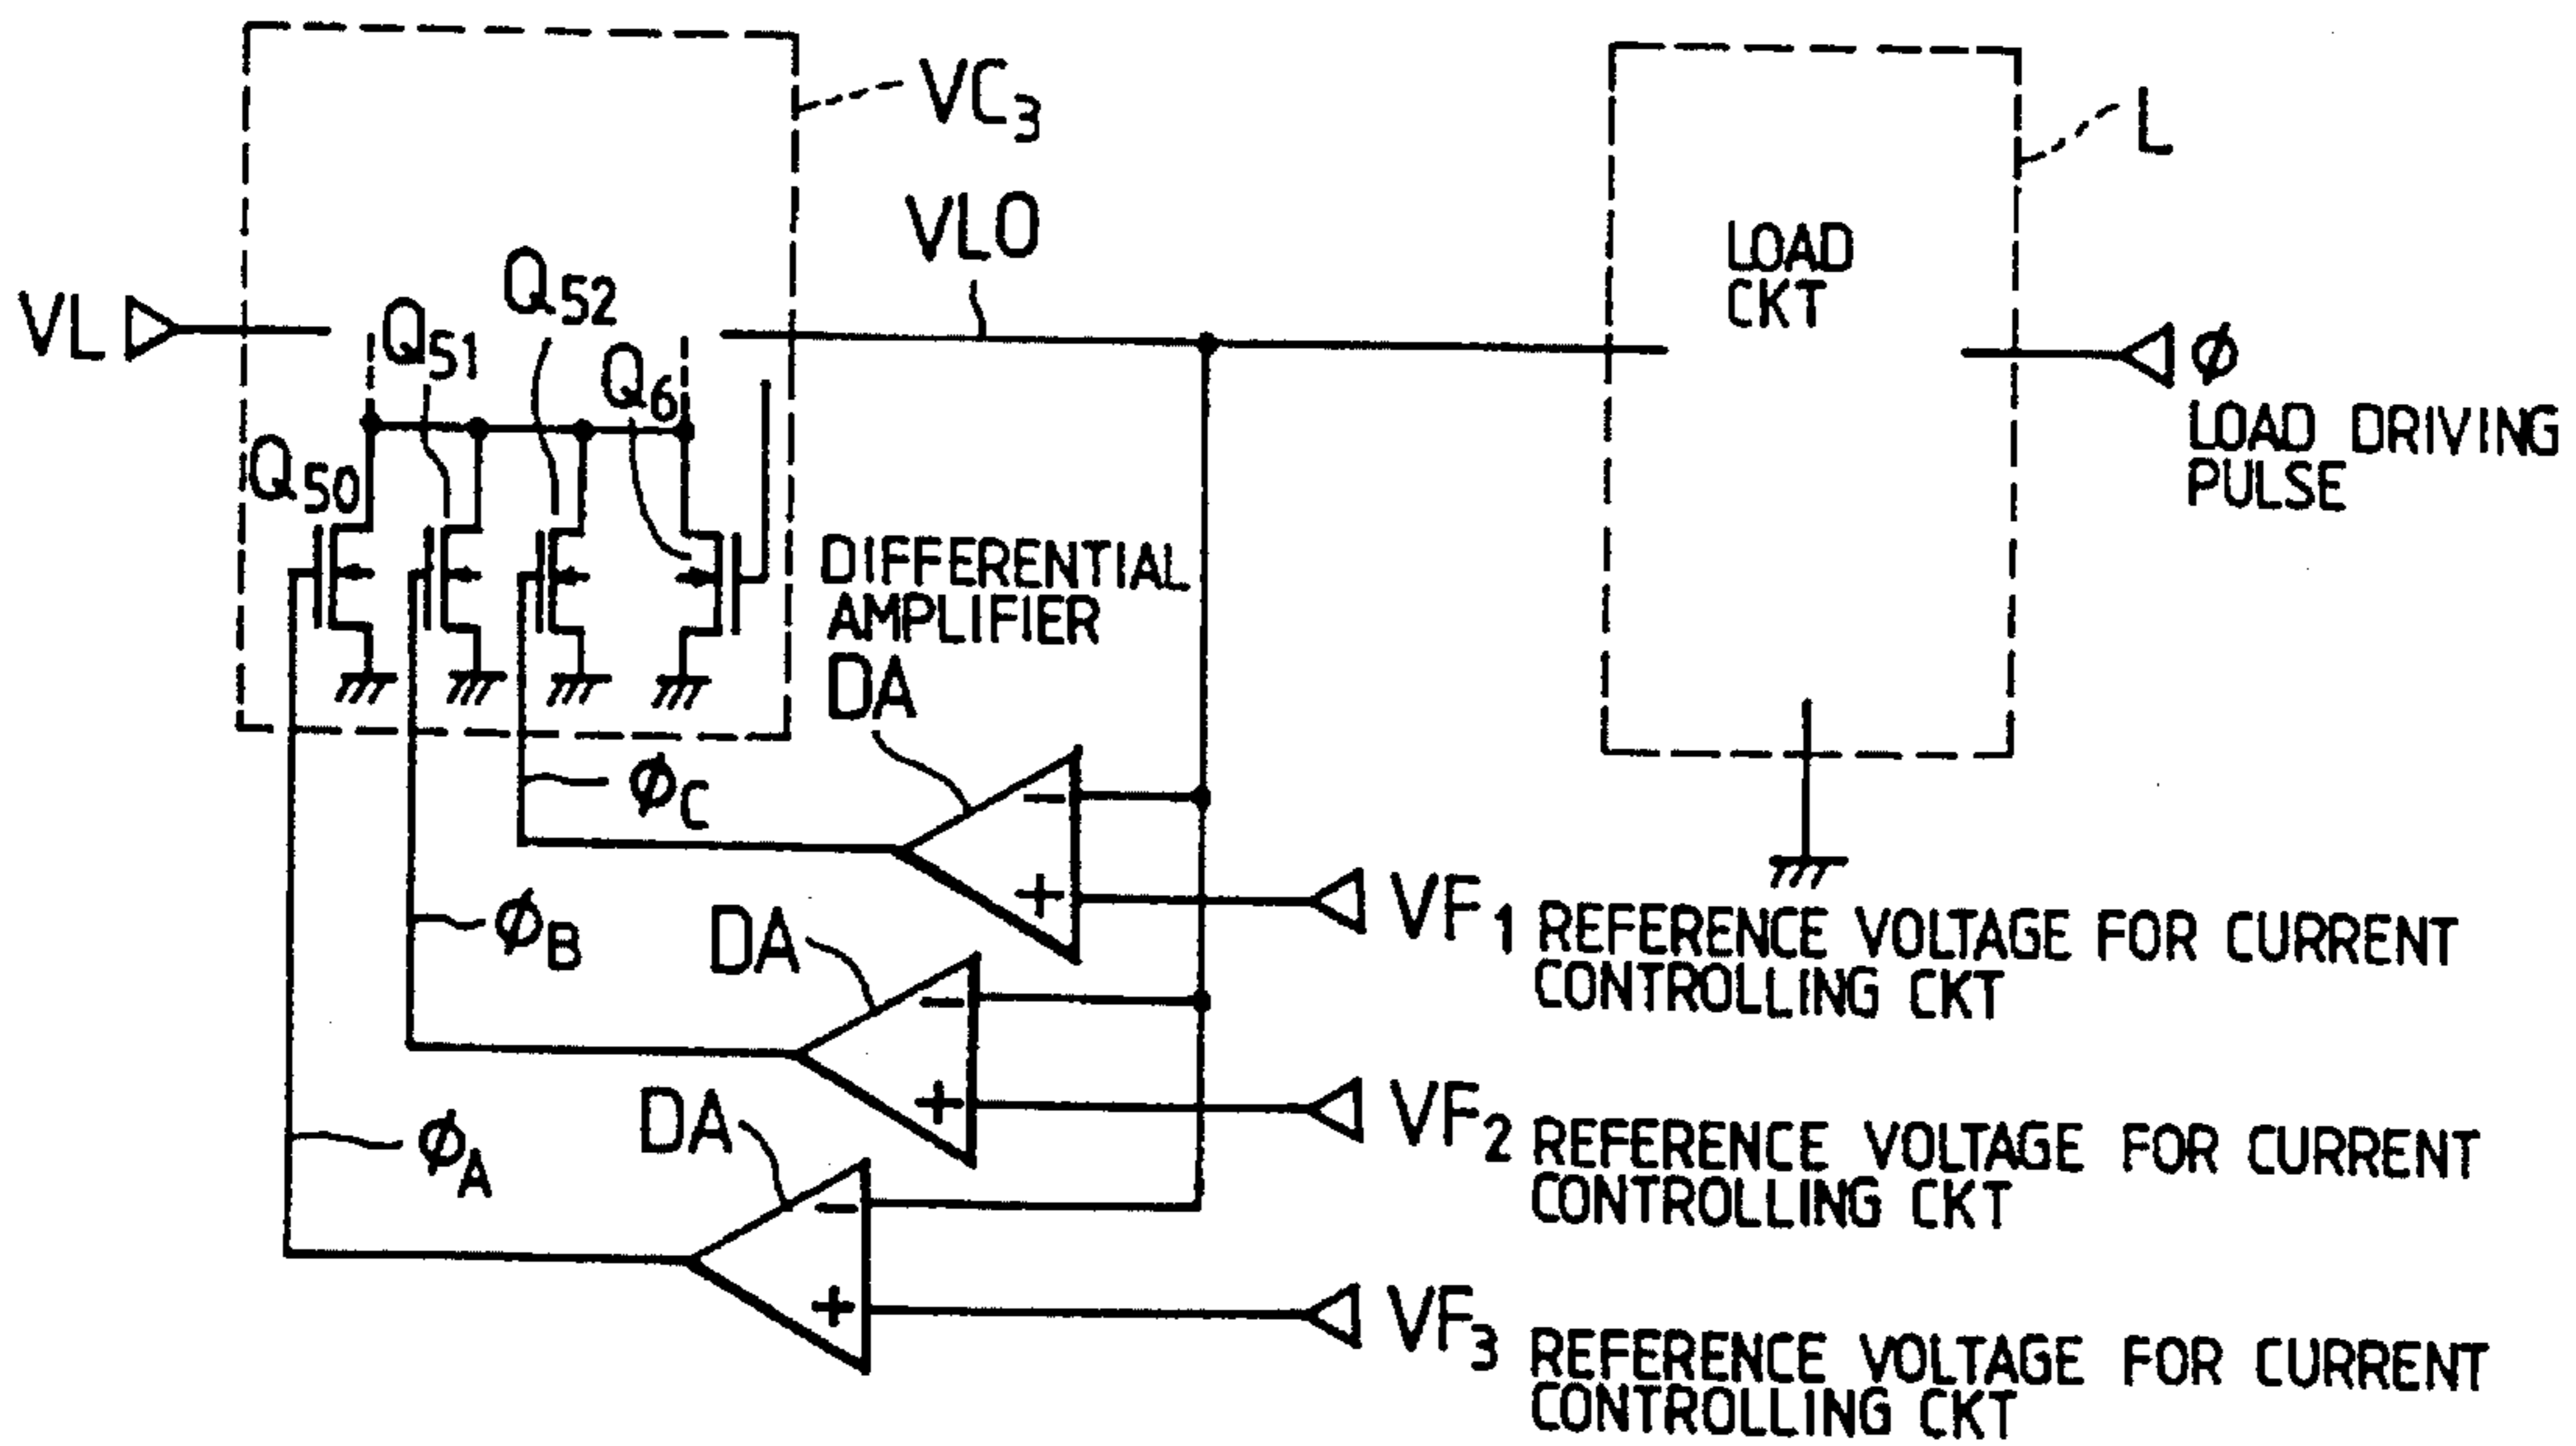 VC3
L
VLO
LOAD
CKT
Q52
VL
Q51
Q6
φ
LOAD DRIVING
PULSE
Q50
DIFFERENTIAL
AMPLIFIER
DA
−
φC
+
VF1 REFERENCE VOLTAGE FOR CURRENT
CONTROLLING CKT
φB
DA
−
+
VF2 REFERENCE VOLTAGE FOR CURRENT
CONTROLLING CKT
φA
DA
−
+
VF3 REFERENCE VOLTAGE FOR CURRENT
CONTROLLING CKT